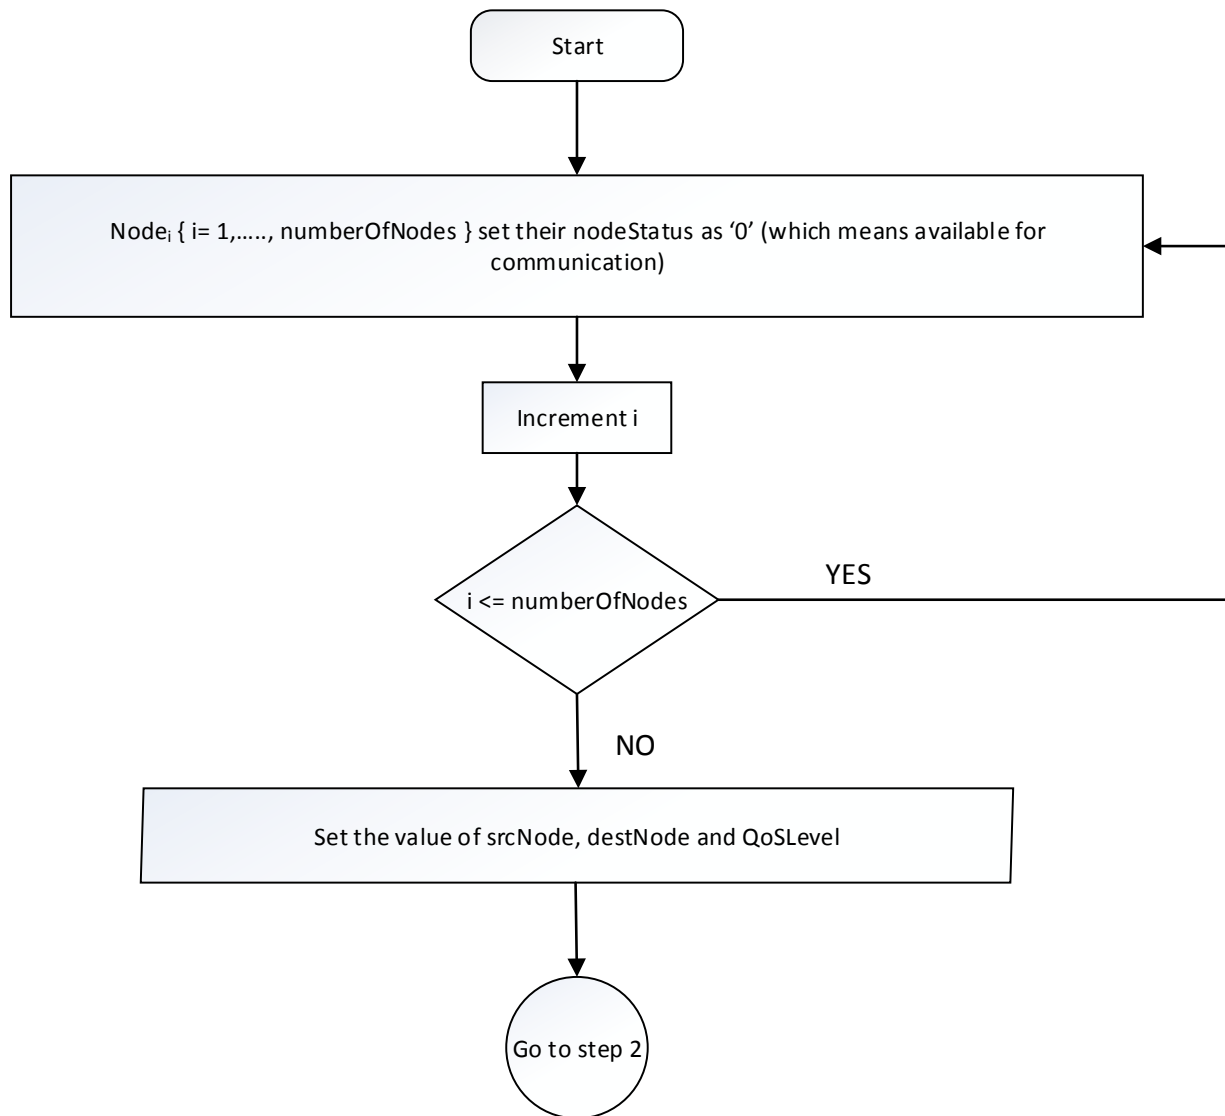 Start
Nodeᵢ { i= 1,....., numberOfNodes } set their nodeStatus as ‘0’ (which means available for
communication)
Increment i
i <= numberOfNodes
YES
NO
Set the value of srcNode, destNode and QoSLevel
Go to step 2